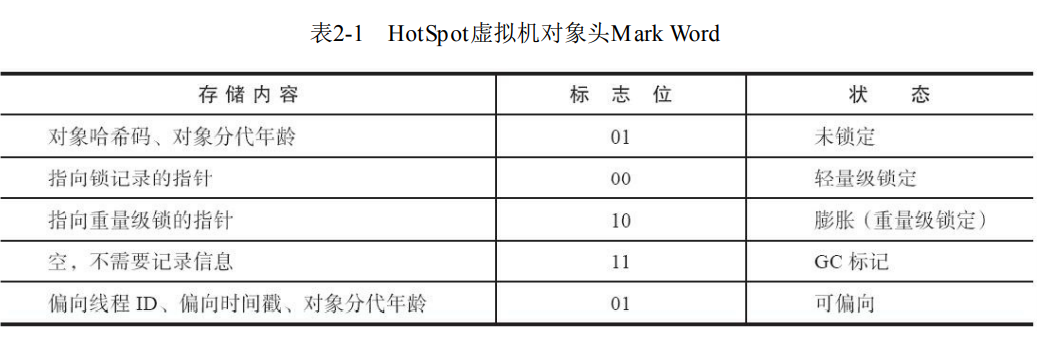 表2-1 HotSpot虚拟机对象头Mark Word
存储内容 标志位 状态
对象哈希码、对象分代年龄 01 未锁定
指向锁记录的指针 00 轻量级锁定
指向重量级锁的指针 10 膨胀（重量级锁定）
空，不需要记录信息 11 GC 标记
偏向线程 ID、偏向时间戳、对象分代年龄 01 可偏向